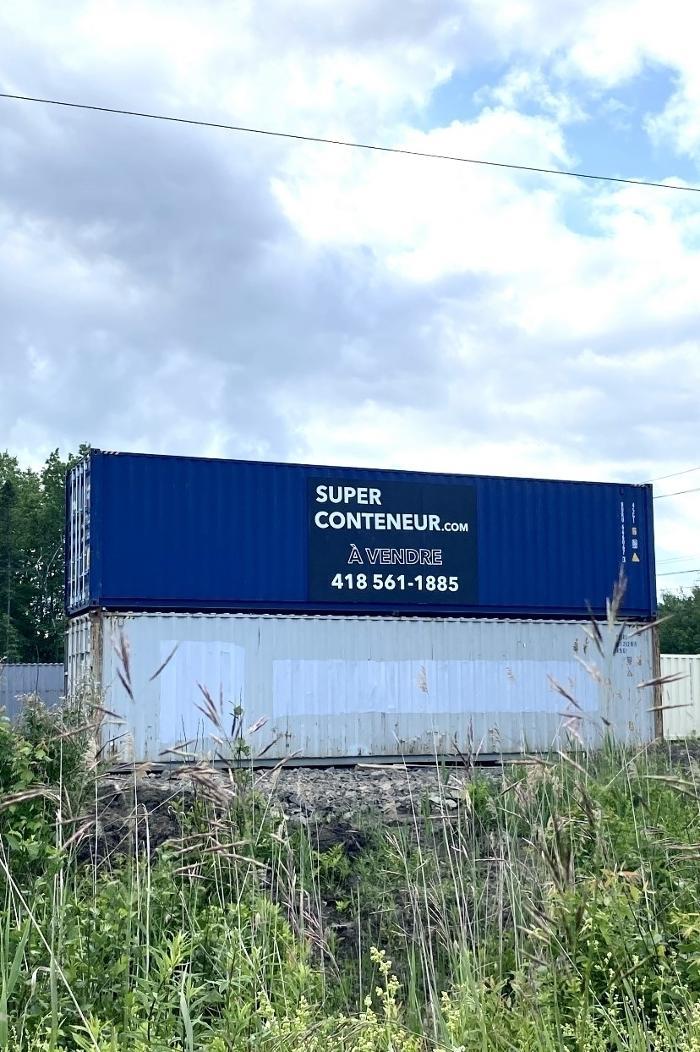 SUPER
CONTENEUR.COM
À VENDRE
418 561-1885